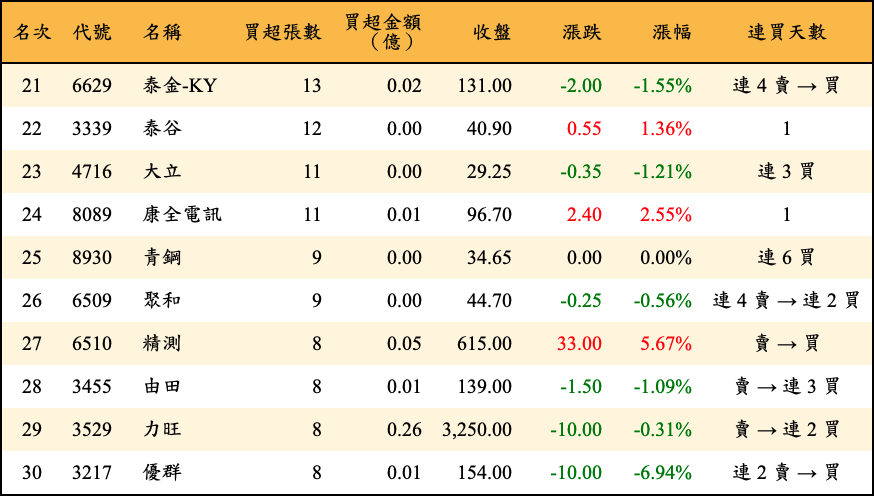 名次 代號 名稱 買超張數 買超金額（億） 收盤 漲跌 漲幅 連買天數
21 6629 泰金-KY 13 0.02 131.00 -2.00 -1.55% 連 4 賣 → 買
22 3339 泰谷 12 0.00 40.90 0.55 1.36% 1
23 4716 大立 11 0.00 29.25 -0.35 -1.21% 連 3 買
24 8089 康全電訊 11 0.01 96.70 2.40 2.55% 1
25 8930 青鋼 9 0.00 34.65 0.00 0.00% 連 6 買
26 6509 聚和 9 0.00 44.70 -0.25 -0.56% 連 4 賣 → 連 2 買
27 6510 精測 8 0.05 615.00 33.00 5.67% 賣 → 買
28 3455 由田 8 0.01 139.00 -1.50 -1.09% 賣 → 連 3 買
29 3529 力旺 8 0.26 3,250.00 -10.00 -0.31% 賣 → 連 2 買
30 3217 優群 8 0.01 154.00 -10.00 -6.94% 連 2 賣 → 買